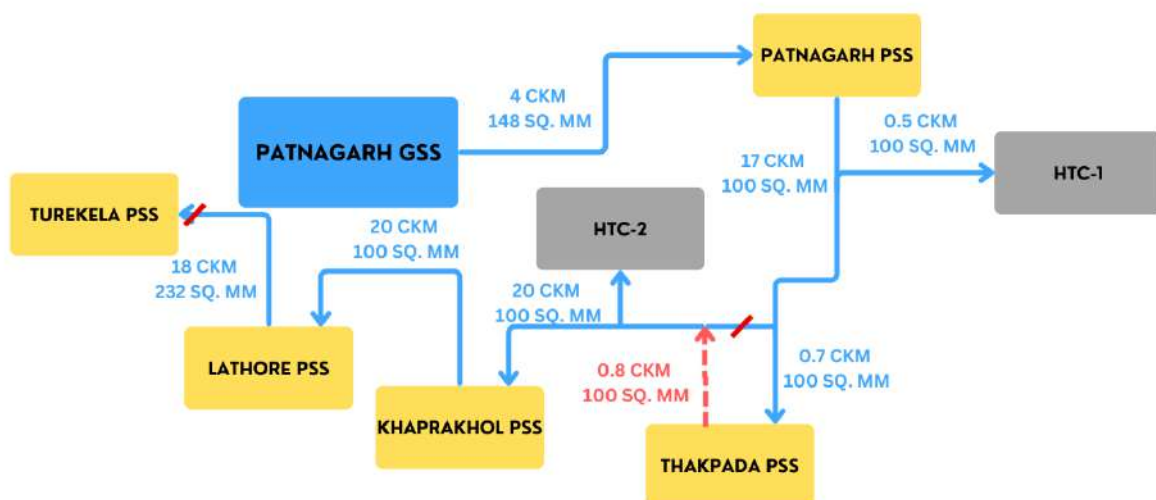 PATNAGARH PSS
4 CKM
148 SQ. MM
0.5 CKM
100 SQ. MM
PATNAGARH GSS
17 CKM
100 SQ. MM
HTC-1
TUREKELA PSS
20 CKM
100 SQ. MM
HTC-2
18 CKM
232 SQ. MM
20 CKM
100 SQ. MM
LATHORE PSS
0.8 CKM
100 SQ. MM
0.7 CKM
100 SQ. MM
KHAPRAKHOL PSS
THAKPADA PSS